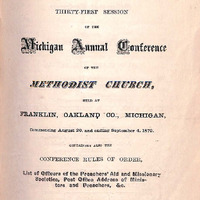 THIRTY-FIRST SESSION
OF THE
Michigan Annual Conference
OF THE
METHODIST CHURCH,
HELD AT
FRANKLIN, OAKLAND CO., MICHIGAN,
Commencing August 30, and ending September 4, 1872.
CONTAINING ALSO THE
CONFERENCE RULES OF ORDER,
List of Officers of the Preachers' Aid and Missionary
Societies, Post Office Address of Minis-
ters and Preachers, &c.